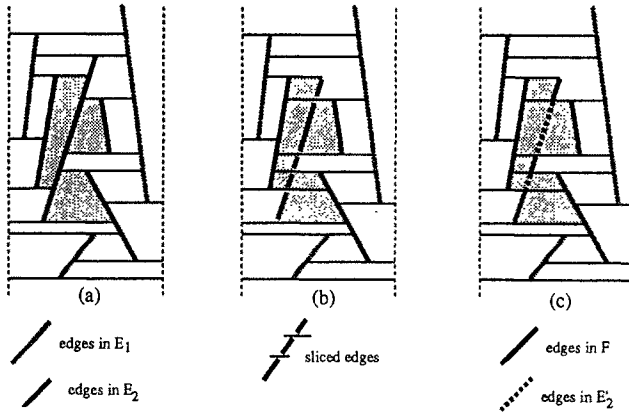 (a)
(b)
(c)
edges in E1
sliced edges
edges in F
edges in E2
edges in E'2